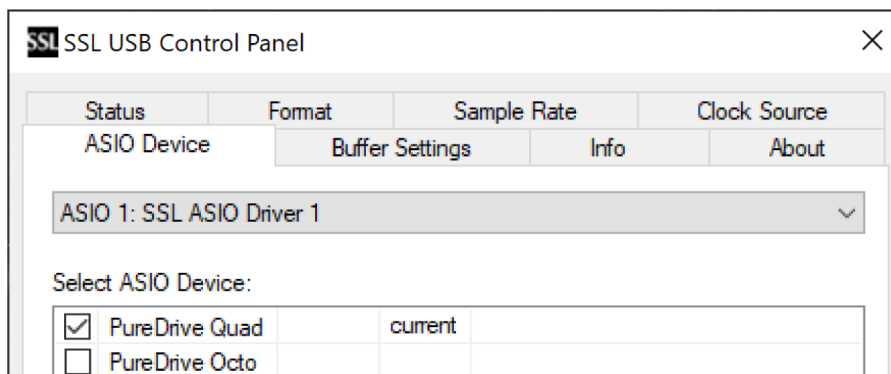 SSL SSL USB Control Panel
Status Format Sample Rate Clock Source
ASIO Device Buffer Settings Info About
ASIO 1: SSL ASIO Driver 1
Select ASIO Device:
PureDrive Quad current
PureDrive Octo